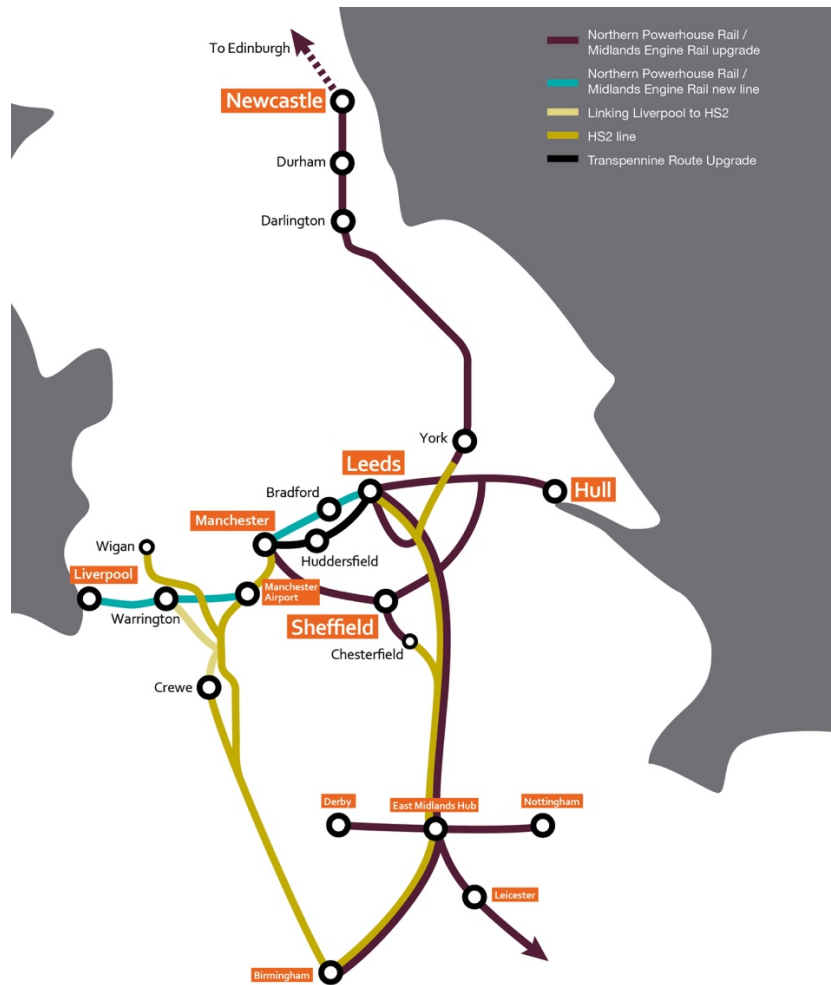 To Edinburgh
Northern Powerhouse Rail /
Midlands Engine Rail upgrade
Northern Powerhouse Rail /
Midlands Engine Rail new line
Linking Liverpool to HS2
HS2 line
Transpennine Route Upgrade
Newcastle
Durham
Darlington
York
Leeds
Bradford
Hull
Manchester
Huddersfield
Wigan
Liverpool
Manchester
Airport
Warrington
Sheffield
Chesterfield
Crewe
Derby
East Midlands Hub
Nottingham
Leicester
Birmingham